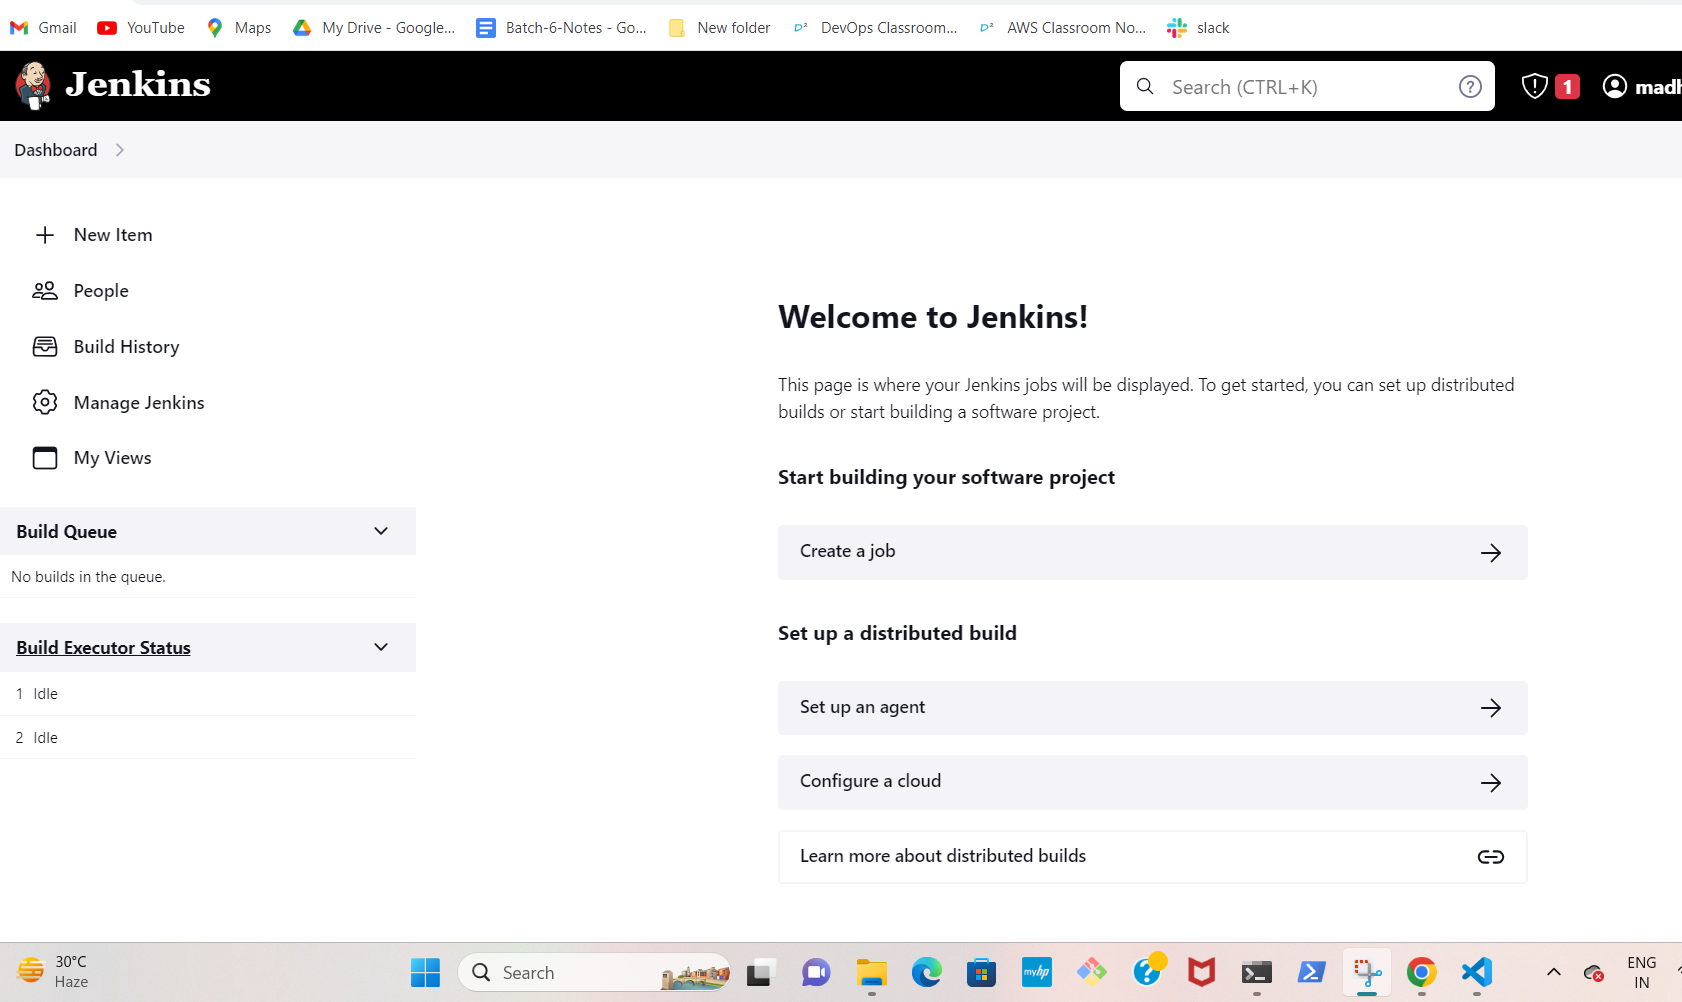 Gmail YouTube Maps My Drive - Google... Batch-6-Notes - Go... New folder DevOps Classroom... AWS Classroom No... slack
Jenkins Search (CTRL+K) 1 madh
Dashboard
New Item
People
Build History
Manage Jenkins
My Views
Build Queue
No builds in the queue.
Build Executor Status
1 Idle
2 Idle
Welcome to Jenkins!
This page is where your Jenkins jobs will be displayed. To get started, you can set up distributed
builds or start building a software project.
Start building your software project
Create a job
Set up a distributed build
Set up an agent
Configure a cloud
Learn more about distributed builds
30°C
Haze
Search
myhp
ENG
IN